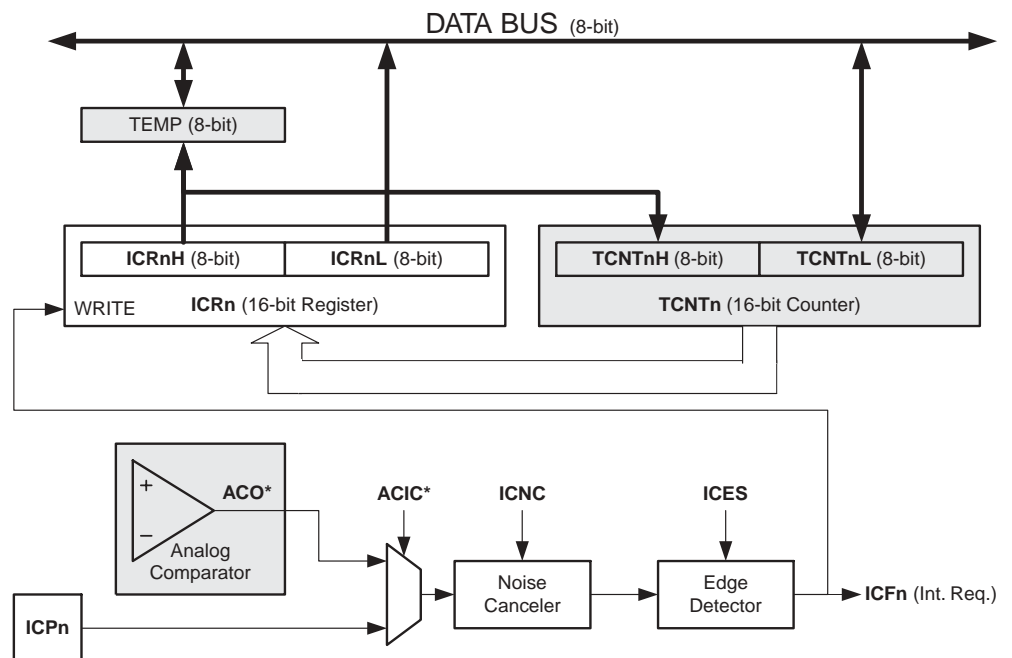 DATA BUS (8-bit)
TEMP (8-bit)
ICRnH (8-bit)
ICRnL (8-bit)
TCNTnH (8-bit)
TCNTnL (8-bit)
WRITE
ICRn (16-bit Register)
TCNTn (16-bit Counter)
+
−
ACO*
Analog
Comparator
ACIC*
ICNC
ICES
Noise
Canceler
Edge
Detector
ICFn (Int. Req.)
ICPn